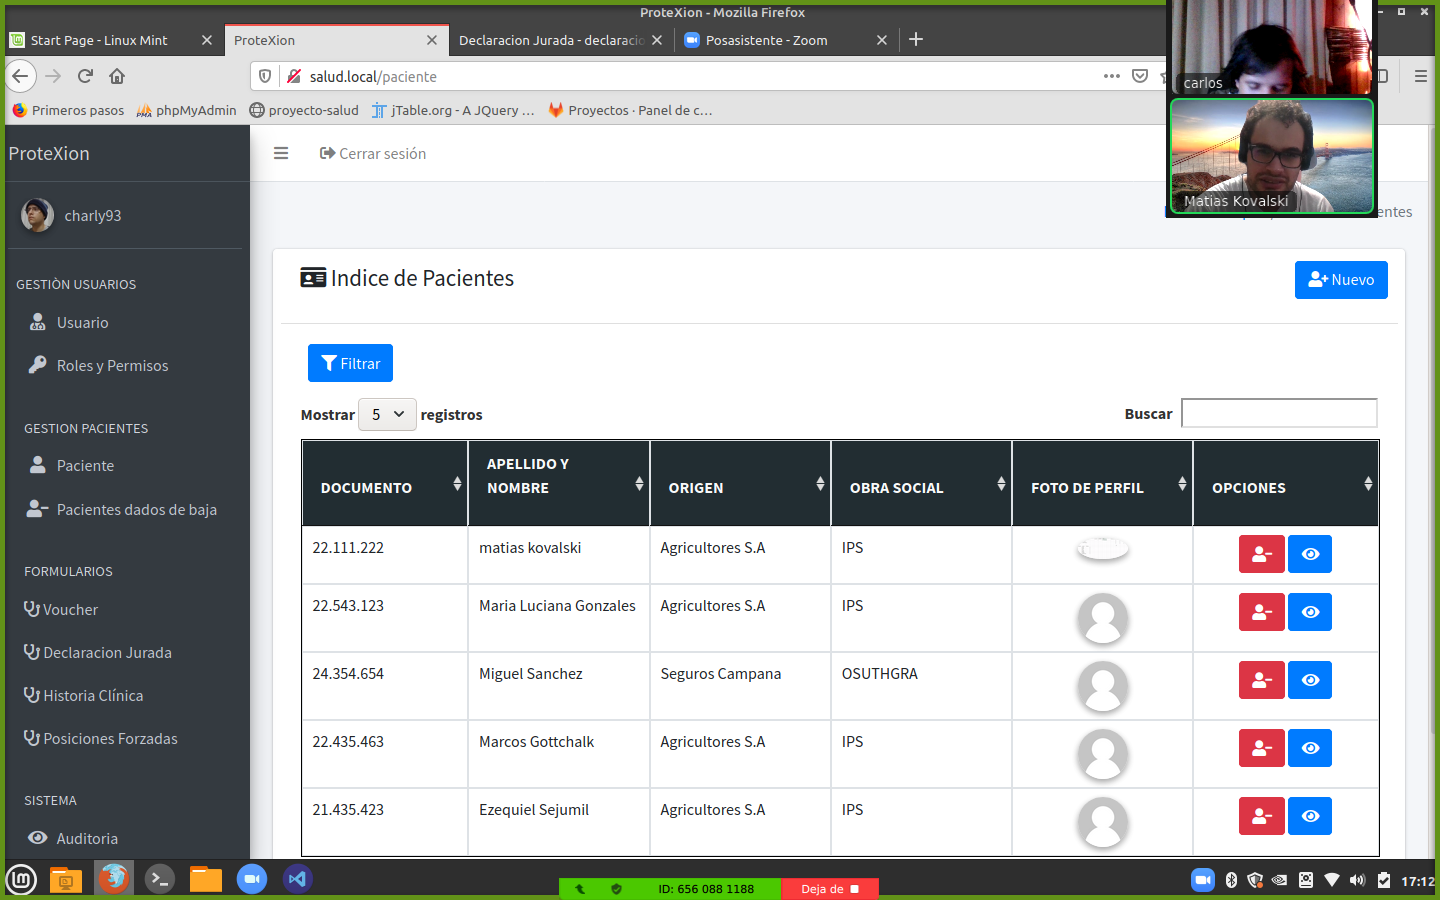 ProteXion - Mozilla Firefox
Start Page - Linux Mint
ProteXion
Declaracion Jurada - declaracio
Posasistente - Zoom
salud.local/paciente
Primeros pasos
phpMyAdmin
proyecto-salud
jTable.org - A JQuery ...
Proyectos · Panel de c...
carlos
Matias Kovalski
ProteXion
Cerrar sesión
charly93
entes
GESTIÒN USUARIOS
Usuario
Roles y Permisos
GESTION PACIENTES
Paciente
Pacientes dados de baja
FORMULARIOS
Voucher
Declaracion Jurada
Historia Clínica
Posiciones Forzadas
SISTEMA
Auditoria
Indice de Pacientes
Nuevo
Filtrar
Mostrar 5 registros
Buscar
DOCUMENTO APELLIDO Y NOMBRE ORIGEN OBRA SOCIAL FOTO DE PERFIL OPCIONES
22.111.222 matias kovalski Agricultores S.A IPS
22.543.123 Maria Luciana Gonzales Agricultores S.A IPS
24.354.654 Miguel Sanchez Seguros Campana OSUTHGRA
22.435.463 Marcos Gottchalk Agricultores S.A IPS
21.435.423 Ezequiel Sejumil Agricultores S.A IPS
ID: 656 088 1188
Deja de
17:12